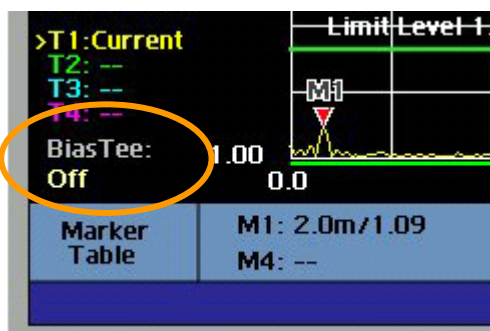 >T1:Current
T2: --
T3: --
T4: --
BiasTee:
Off
Limit Level 1.
M1
1.00
0.0
Marker
Table
M1: 2.0m/1.09
M4: --